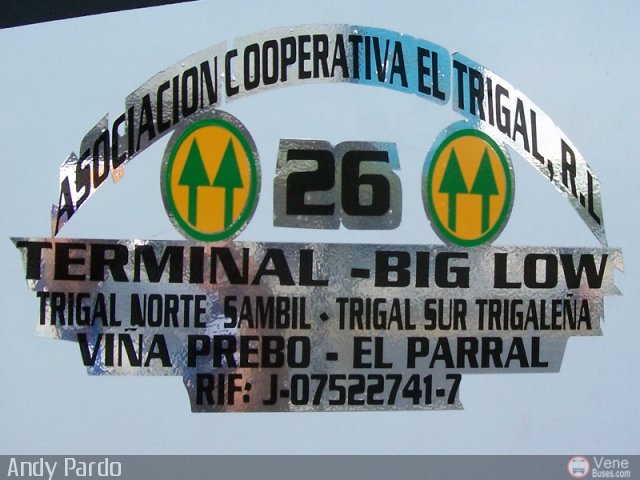 ASOCIACION COOPERATIVA EL TRIGAL, R.L
26
TERMINAL - BIG LOW
TRIGAL NORTE SAMBIL · TRIGAL SUR TRIGALEÑA
VIÑA PREBO - EL PARRAL
RIF: J-07522741-7
Andy Pardo
Vene
Buses.com